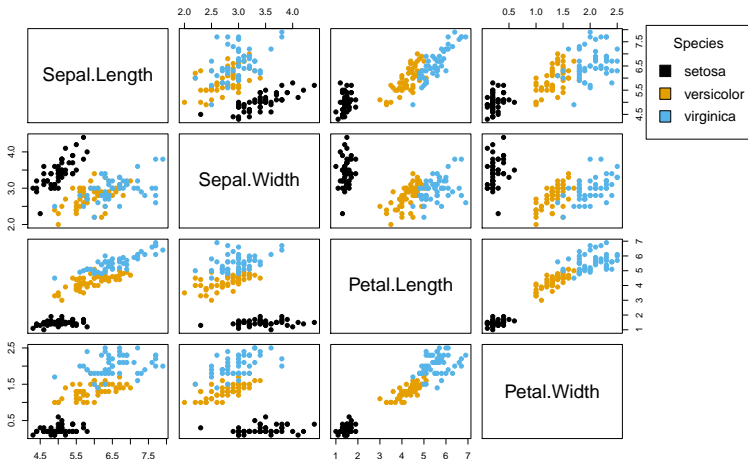 2.0 2.5 3.0 3.5 4.0
0.5 1.0 1.5 2.0 2.5
Sepal.Length
4.5 5.5 6.5 7.5
Species
setosa
versicolor
virginica
2.0 3.0 4.0
Sepal.Width
Petal.Length
1 2 3 4 5 6 7
0.5 1.5 2.5
Petal.Width
4.5 5.5 6.5 7.5
1 2 3 4 5 6 7